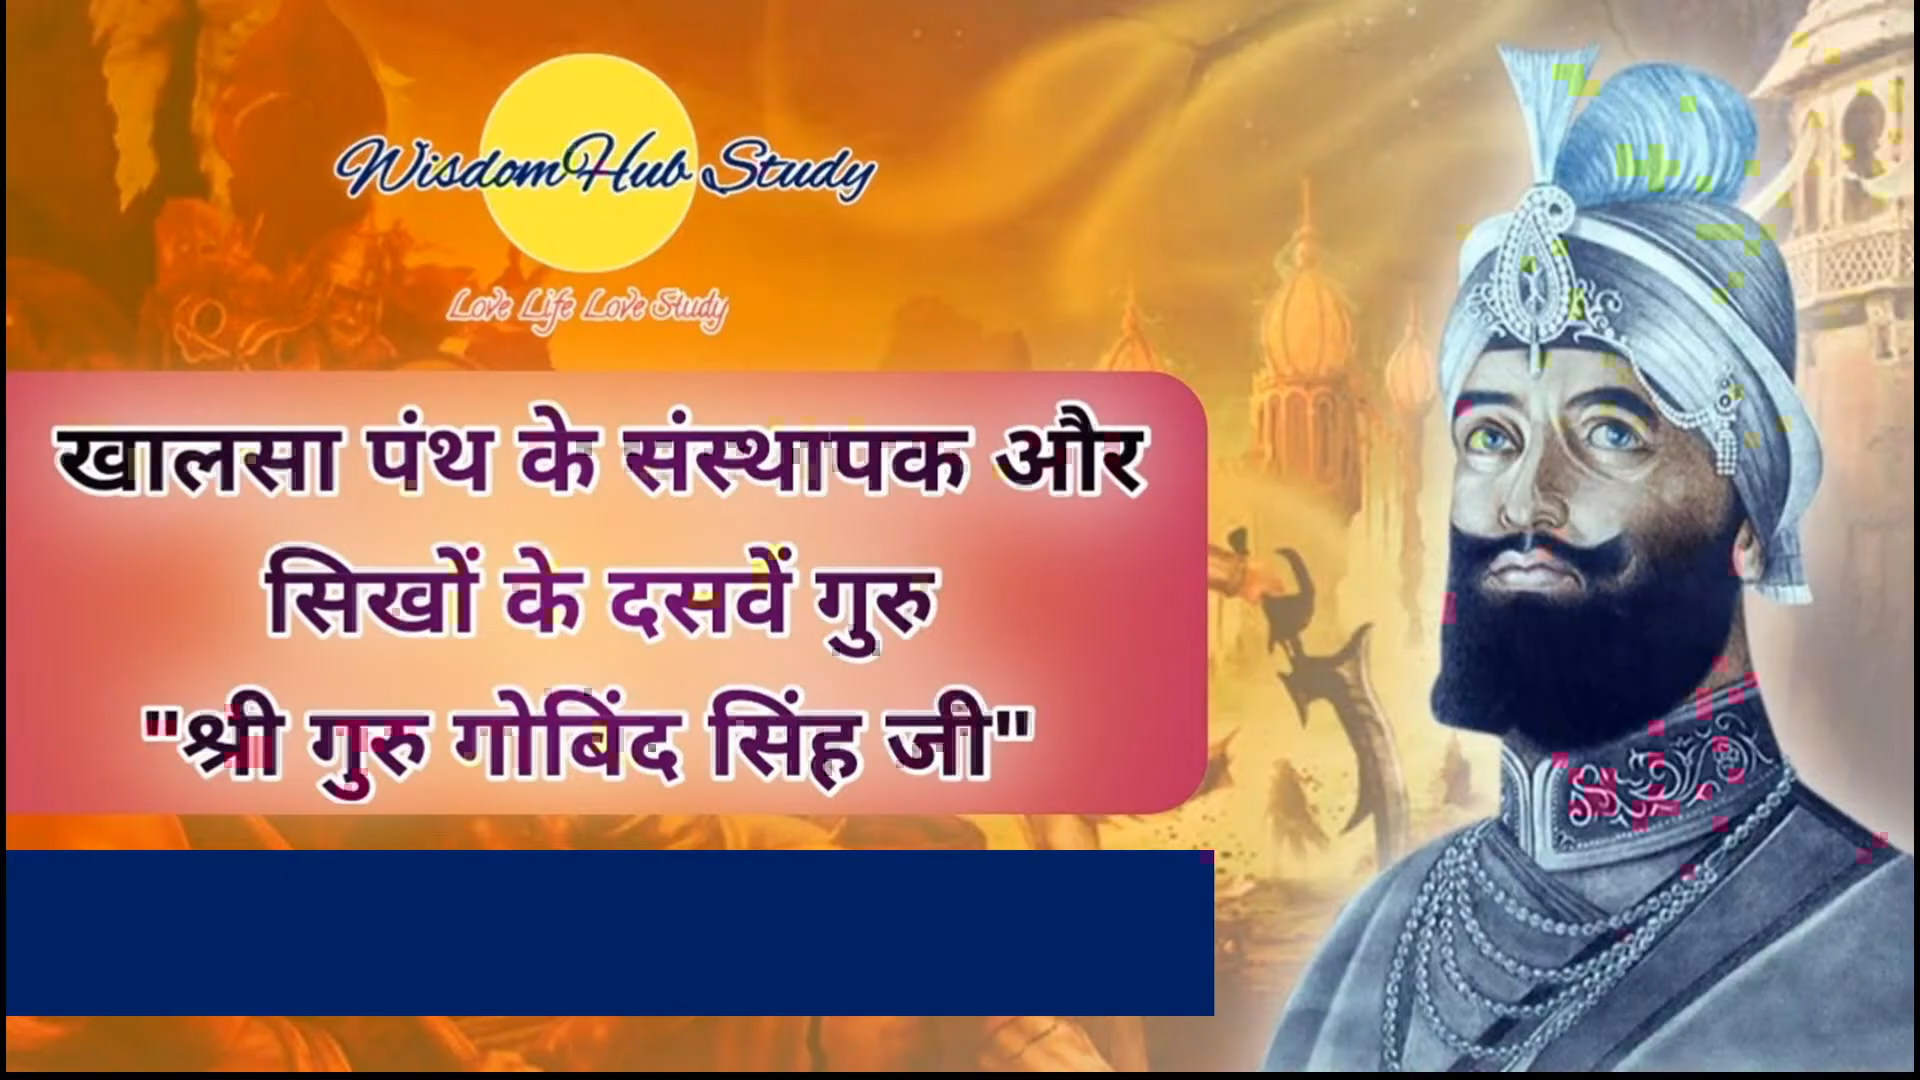 WisdomHub Study
Love Life Love Study
खालसा पंथ के संस्थापक और
सिखों के दसवें गुरु
"श्री गुरु गोबिंद सिंह जी"